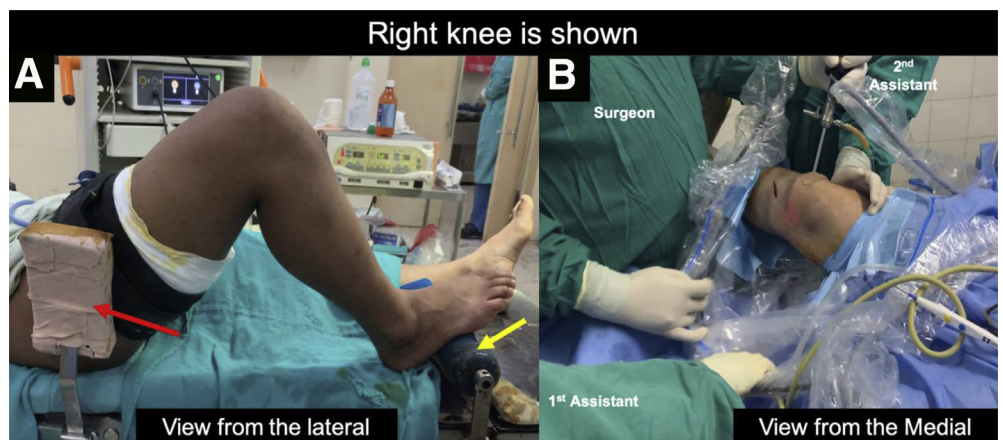 Right knee is shown
A
B
2nd
Assistant
Surgeon
1st Assistant
View from the lateral
View from the Medial